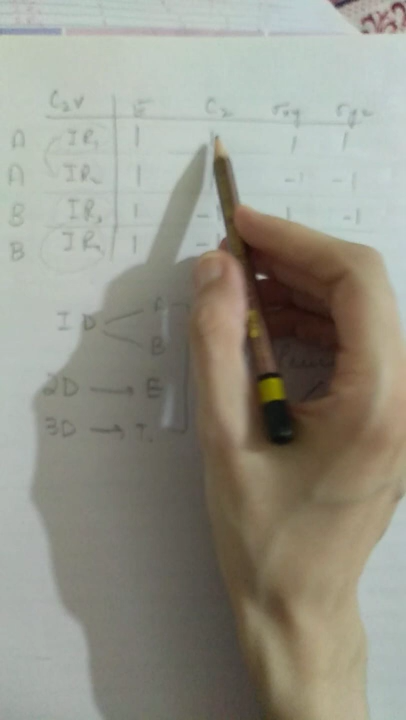 C2v E C2 σxy σyz
A IR1 1 1 1 1
A IR2 1 1 -1 -1
B IR3 1 -1 1 -1
B IR4 1 -1
1D A
B
2D → E
3D → T